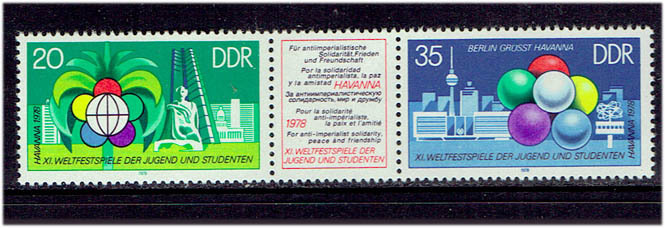 20
DDR
HAVANNA 1978
XI. WELTFESTSPIELE DER JUGEND UND STUDENTEN
1978
Für antiimperialistische
Solidarität, Frieden
und Freundschaft
Por la solidaridad
antimperialista, la paz
y la amistad HAVANNA
За антиимпериалистическую
солидарность, мир и дружбу
Pour la solidarité
anti-impérialiste,
1978 la paix et l'amitié
For anti-imperialist solidarity,
peace and friendship
XI. WELTFESTSPIELE DER
JUGEND UND STUDENTEN
35
BERLIN GRÜSST HAVANNA
DDR
HAVANNA 1978
XI. WELTFESTSPIELE DER JUGEND UND STUDENTEN
1978